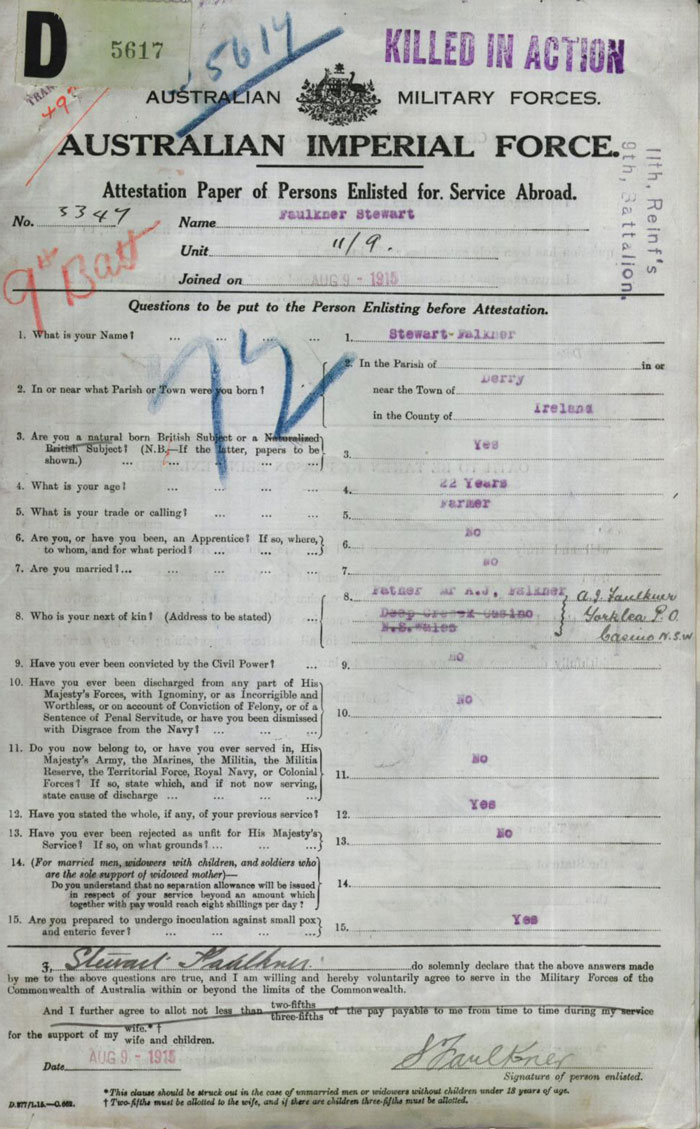 D 5617
5617
KILLED IN ACTION
49
AUSTRALIAN MILITARY FORCES.
AUSTRALIAN IMPERIAL FORCE.
11th, Reinf's
9th, Battalion.
Attestation Paper of Persons Enlisted for Service Abroad.
No. 3347 Name Faulkner Stewart
Unit 11/9.
Joined on AUG 9 - 1915
9th Batt
Questions to be put to the Person Enlisting before Attestation.
72
1. What is your Name? ... ... ... ... 1. Stewart Falkner
2. In or near what Parish or Town were you born? 2. In the Parish of in or
near the Town of Derry
in the County of Ireland
3. Are you a natural born British Subject or a Naturalized
British Subject? (N.B.—If the latter, papers to be
shown.) ... ... ... ... 3. Yes
4. What is your age? ... ... ... ... 4. 22 Years
5. What is your trade or calling? ... ... ... 5. Farmer
6. Are you, or have you been, an Apprentice? If so, where,
to whom, and for what period? ... ... ... 6. No
7. Are you married?... ... ... ... ... 7. No
8. Who is your next of kin? (Address to be stated) ... 8. Father Mr A.J. Falkner
Deep Creek Casino
N.S.Wales
A. J. Faulkner
Yorklea P.O
Casino N.S.W
9. Have you ever been convicted by the Civil Power? ... 9. No
10. Have you ever been discharged from any part of His
Majesty's Forces, with Ignominy, or as Incorrigible and
Worthless, or on account of Conviction of Felony, or of a
Sentence of Penal Servitude, or have you been dismissed
with Disgrace from the Navy? ... ... ... 10. No
11. Do you now belong to, or have you ever served in, His
Majesty's Army, the Marines, the Militia, the Militia
Reserve, the Territorial Force, Royal Navy, or Colonial
Forces? If so, state which, and if not now serving,
state cause of discharge ... ... ... ... 11. No
12. Have you stated the whole, if any, of your previous service? 12. Yes
13. Have you ever been rejected as unfit for His Majesty's
Service? If so, on what grounds? ... ... ... 13. No
14. (For married men, widowers with children, and soldiers who
are the sole support of widowed mother)—
Do you understand that no separation allowance will be issued
in respect of your service beyond an amount which
together with pay would reach eight shillings per day? 14.
15. Are you prepared to undergo inoculation against small pox
and enteric fever? ... ... ... ... 15. Yes
I, Stewart Faulkner do solemnly declare that the above answers made
by me to the above questions are true, and I am willing and hereby voluntarily agree to serve in the Military Forces of the
Commonwealth of Australia within or beyond the limits of the Commonwealth.
And I further agree to allot not less than two-fifths three-fifths of the pay payable to me from time to time during my service
for the support of my wife.* † wife and children.
Date AUG 9 - 1915 S Faulkner
Signature of person enlisted.
*This clause should be struck out in the case of unmarried men or widowers without children under 18 years of age.
D.277/1.15.—C.662. † Two-fifths must be allotted to the wife, and if there are children three-fifths must be allotted.